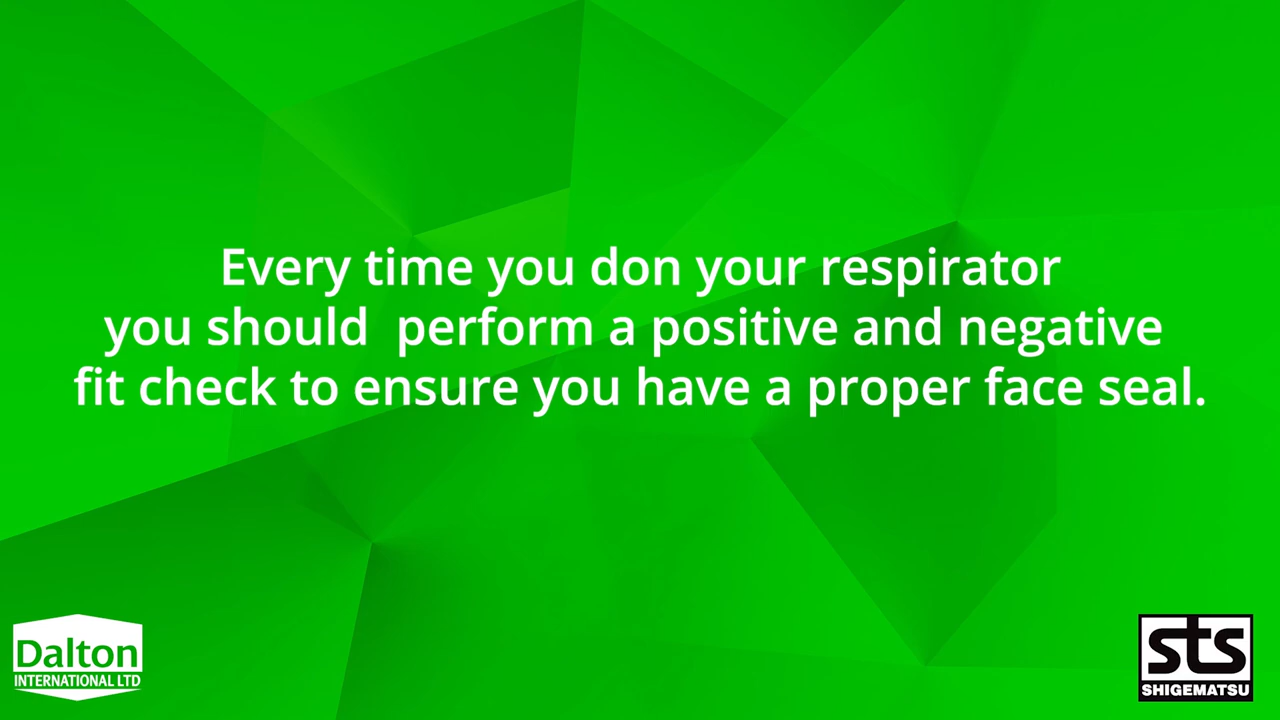 Every time you don your respirator
you should  perform a positive and negative
fit check to ensure you have a proper face seal.
Dalton
INTERNATIONAL LTD
sts
SHIGEMATSU